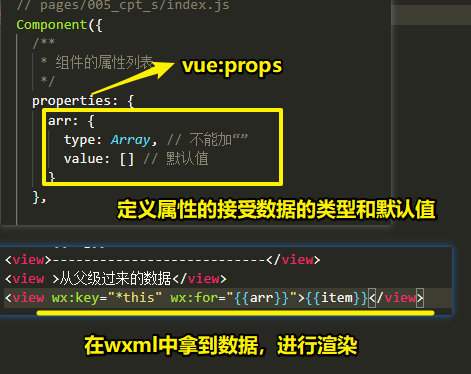 // pages/005_cpt_s/index.js
Component({
/**
* 组件的属性列表
*/
vue:props
properties: {
arr: {
type: Array, // 不能加“”
value: [] // 默认值
}
},
定义属性的接受数据的类型和默认值
<view>---------------------------</view>
<view >从父级过来的数据</view>
<view wx:key="*this" wx:for="{{arr}}">{{item}}</view>
在wxml中拿到数据，进行渲染